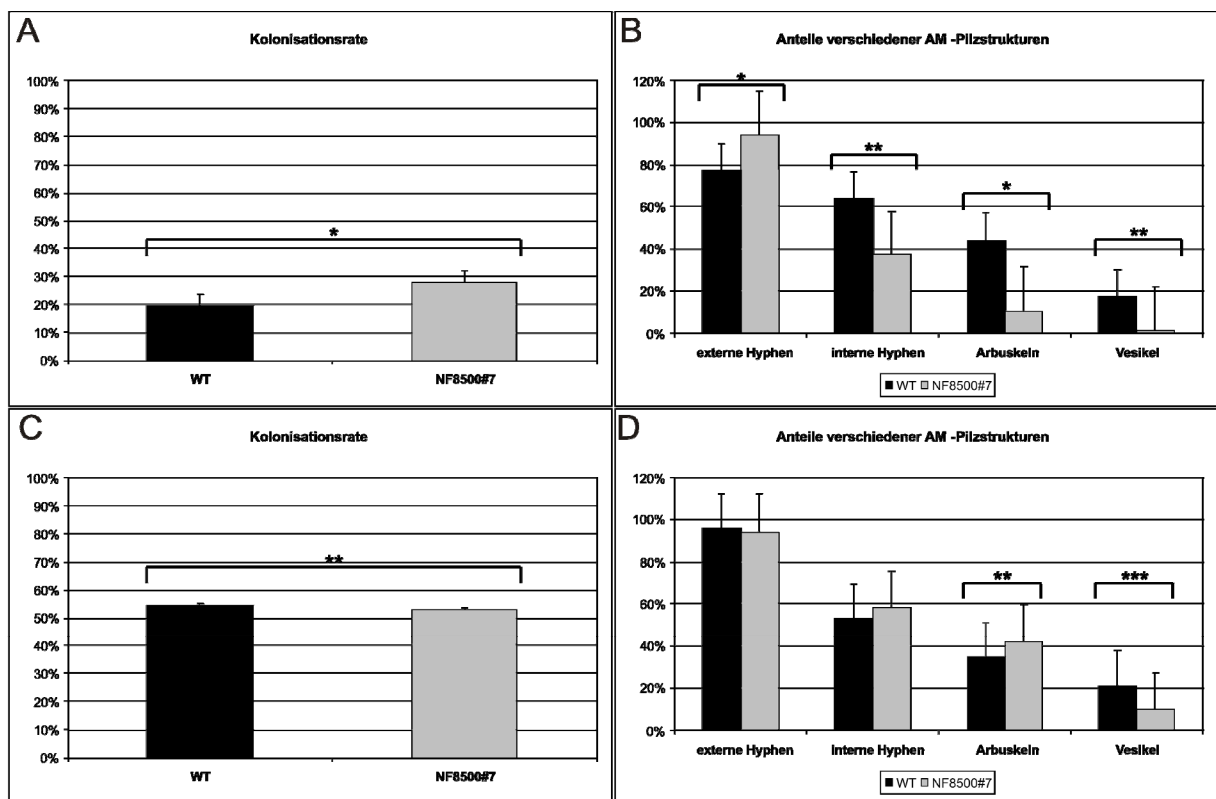 A
Kolonisationsrate
100%
90%
80%
70%
60%
50%
40%
30%
20%
10%
0%
*
WT
NF8500#7
B
Anteile verschiedener AM -Pilzstrukturen
120%
100%
80%
60%
40%
20%
0%
*
**
*
**
externe Hyphen
interne Hyphen
Arbuskeln
Vesikel
WT
NF8500#7
C
Kolonisationsrate
100%
90%
80%
70%
60%
50%
40%
30%
20%
10%
0%
**
WT
NF8500#7
D
Anteile verschiedener AM -Pilzstrukturen
120%
100%
80%
60%
40%
20%
0%
**
***
externe Hyphen
interne Hyphen
Arbuskeln
Vesikel
WT
NF8500#7